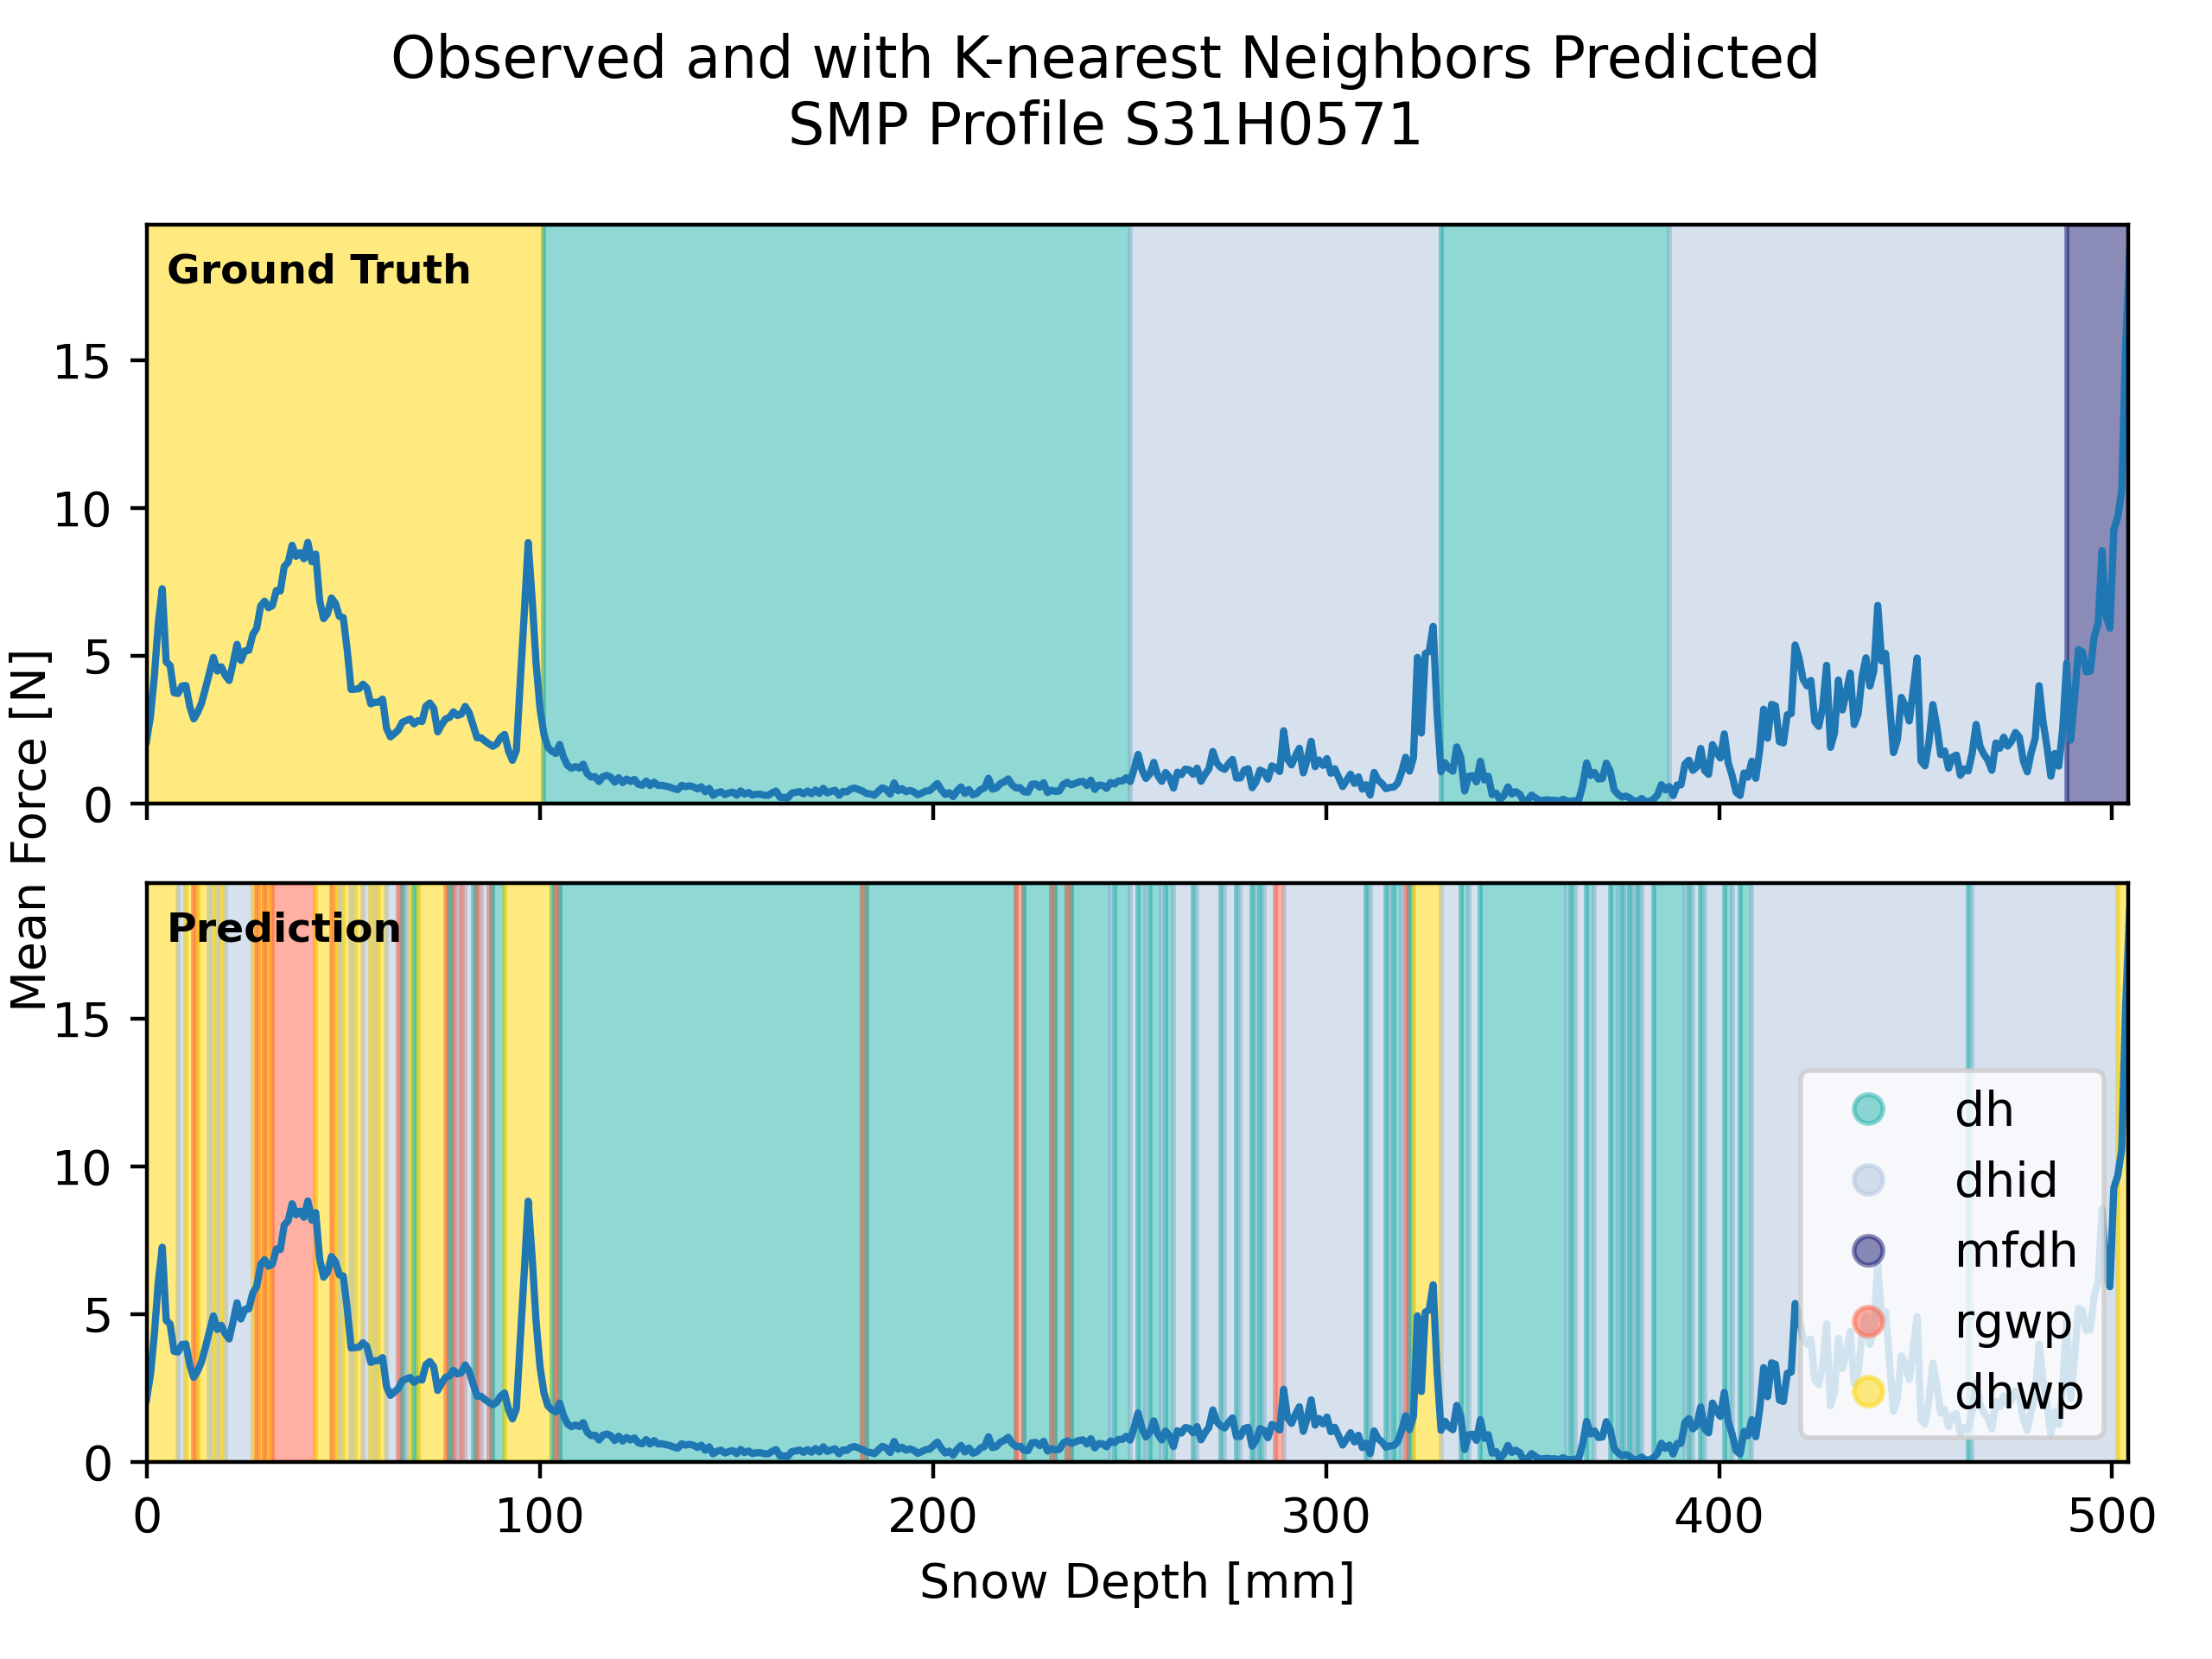 Observed and with K-nearest Neighbors Predicted
SMP Profile S31H0571
Ground Truth
15
10
5
0
Mean Force [N]
Prediction
15
10
5
0
dh
dhid
mfdh
rgwp
dhwp
0 100 200 300 400 500
Snow Depth [mm]